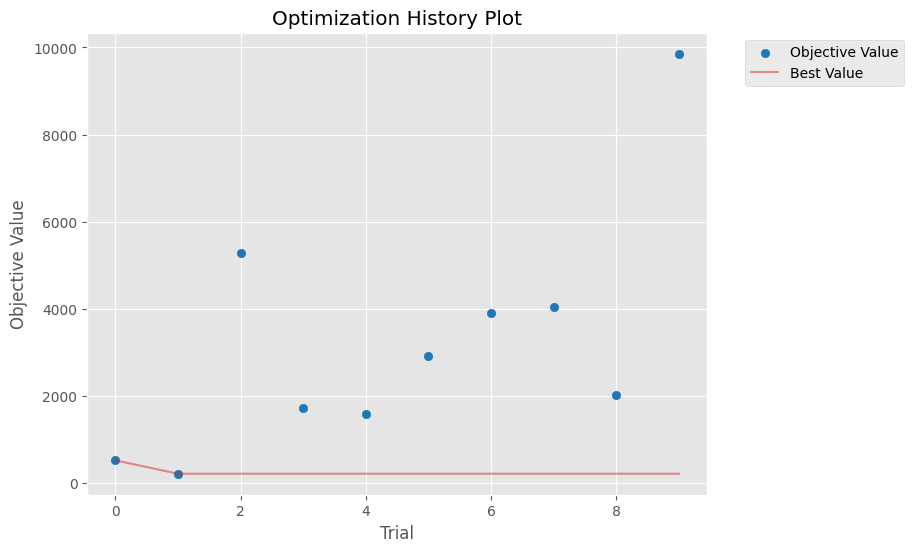 Optimization History Plot
Objective Value
Best Value
10000
8000
6000
4000
2000
0
Objective Value
0
2
4
6
8
Trial